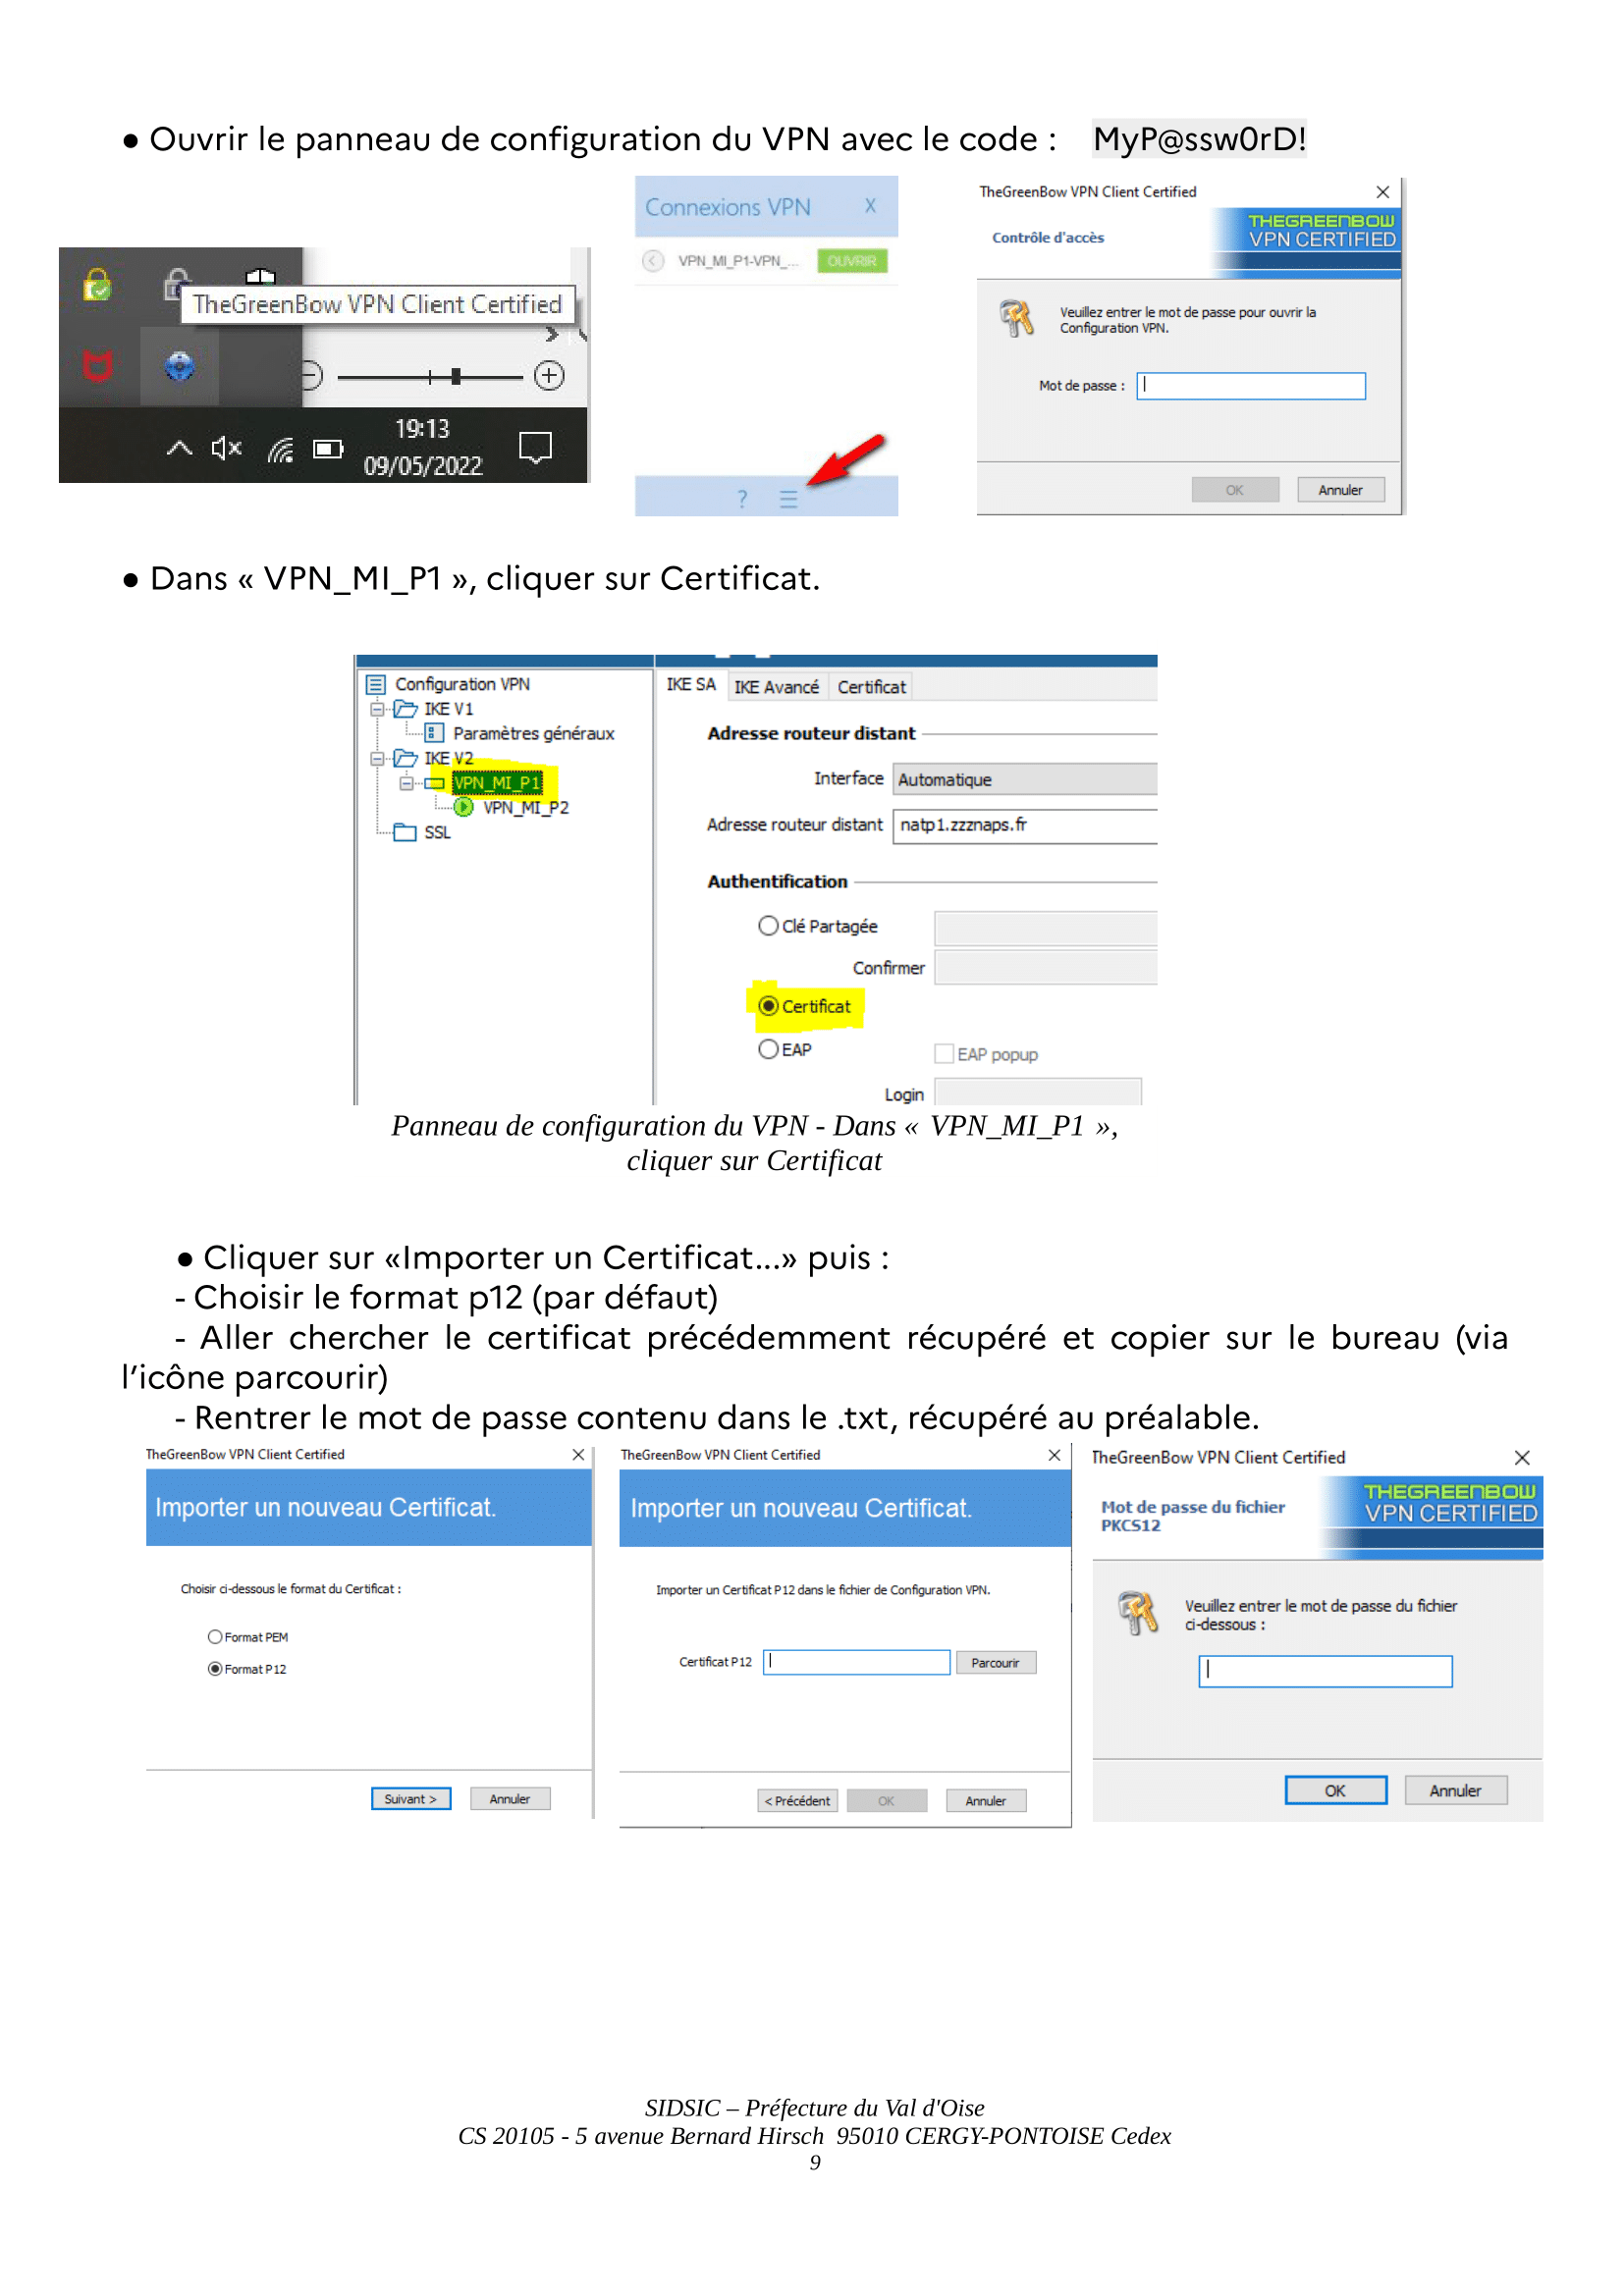 ● Ouvrir le panneau de configuration du VPN avec le code : MyP@ssw0rD!
TheGreenBow VPN Client Certified
19:13
09/05/2022
Connexions VPN X
VPN_MI_P1-VPN_... OUVRIR
?
TheGreenBow VPN Client Certified
Contrôle d'accès
THEGREENBOW
VPN CERTIFIED
Veuillez entrer le mot de passe pour ouvrir la
Configuration VPN.
Mot de passe :
OK Annuler
● Dans « VPN_MI_P1 », cliquer sur Certificat.
Configuration VPN
IKE V1
Paramètres généraux
IKE V2
VPN_MI_P1
VPN_MI_P2
SSL
IKE SA IKE Avancé Certificat
Adresse routeur distant
Interface Automatique
Adresse routeur distant natp1.zzznaps.fr
Authentification
Clé Partagée
Confirmer
Certificat
EAP EAP popup
Login
Panneau de configuration du VPN - Dans « VPN_MI_P1 »,
cliquer sur Certificat
● Cliquer sur «Importer un Certificat...» puis :
- Choisir le format p12 (par défaut)
- Aller chercher le certificat précédemment récupéré et copier sur le bureau (via
l’icône parcourir)
- Rentrer le mot de passe contenu dans le .txt, récupéré au préalable.
TheGreenBow VPN Client Certified
Importer un nouveau Certificat.
Choisir ci-dessous le format du Certificat :
Format PEM
Format P12
Suivant > Annuler
TheGreenBow VPN Client Certified
Importer un nouveau Certificat.
Importer un Certificat P12 dans le fichier de Configuration VPN.
Certificat P12 Parcourir
< Précédent OK Annuler
TheGreenBow VPN Client Certified
Mot de passe du fichier
PKCS12
THEGREENBOW
VPN CERTIFIED
Veuillez entrer le mot de passe du fichier
ci-dessous :
OK Annuler
SIDSIC – Préfecture du Val d'Oise
CS 20105 - 5 avenue Bernard Hirsch 95010 CERGY-PONTOISE Cedex
9